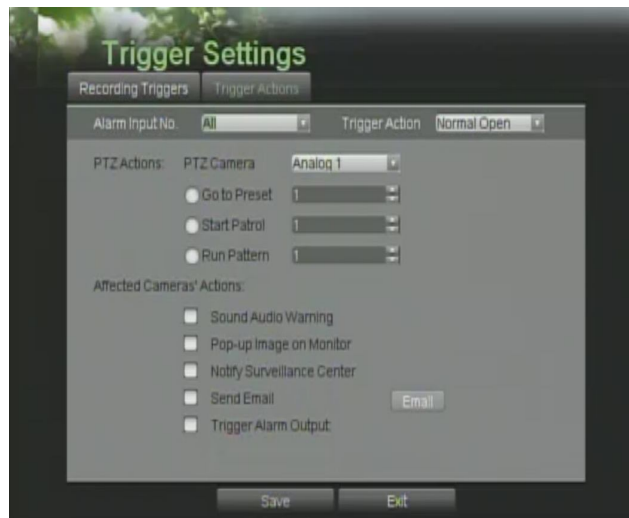 Trigger Settings
Recording Triggers Trigger Actions
Alarm Input No. All Trigger Action Normal Open
PTZ Actions: PTZ Camera Analog 1
Go to Preset 1
Start Patrol 1
Run Pattern 1
Affected Cameras' Actions:
Sound Audio Warning
Pop-up Image on Monitor
Notify Surveillance Center
Send Email Email
Trigger Alarm Output
Save Exit